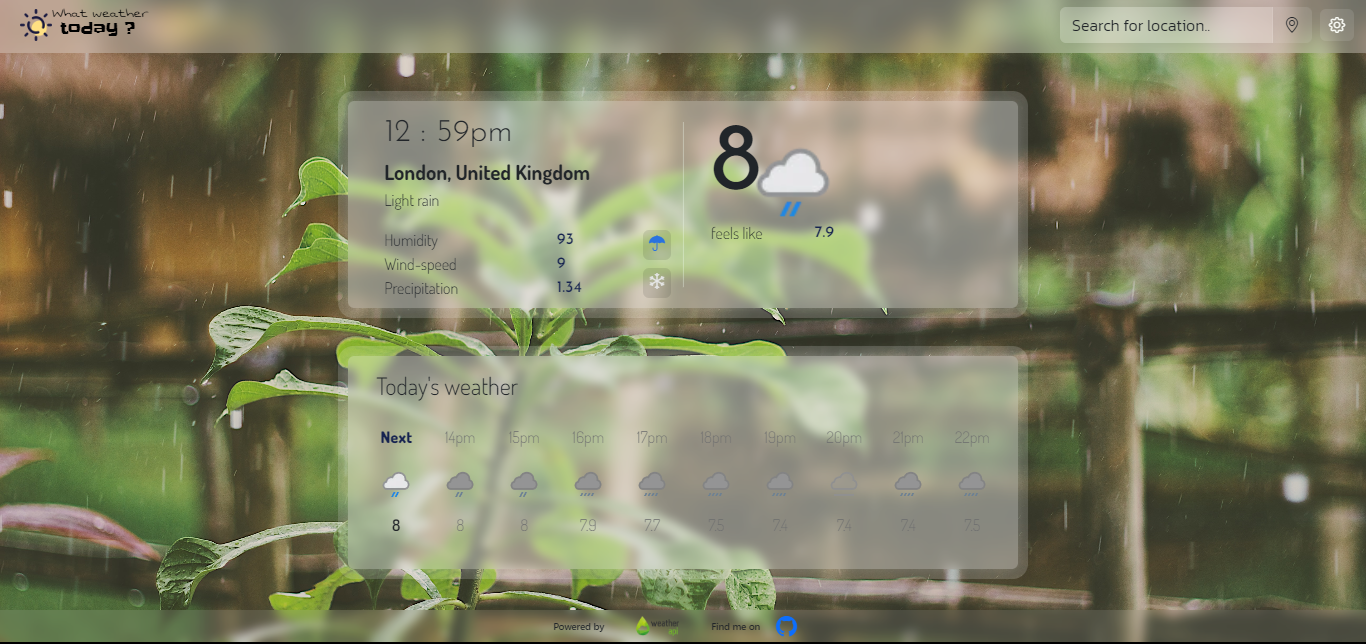 What weather
today ?
Search for location..
12 : 59pm
London, United Kingdom
Light rain
Humidity 93
Wind-speed 9
Precipitation 1.34
8
feels like 7.9
Today's weather
Next 14pm 15pm 16pm 17pm 18pm 19pm 20pm 21pm 22pm
8 8 8 7.9 7.7 7.5 7.4 7.4 7.4 7.5
Powered by weather api Find me on